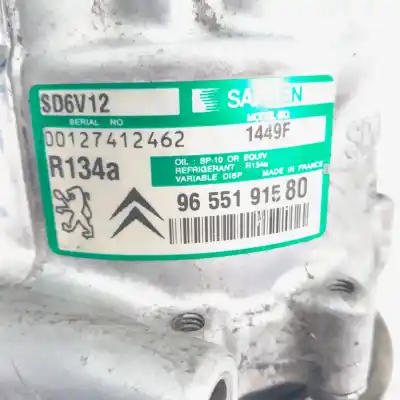 SD6V12
SANDEN
SERIAL NO
MODEL NO.
00127412462
1449F
R134a
OIL : SP-10 OR EQUIV
REFRIGERANT R134a
VARIABLE DISP MADE IN FRANCE
96 551 915 80